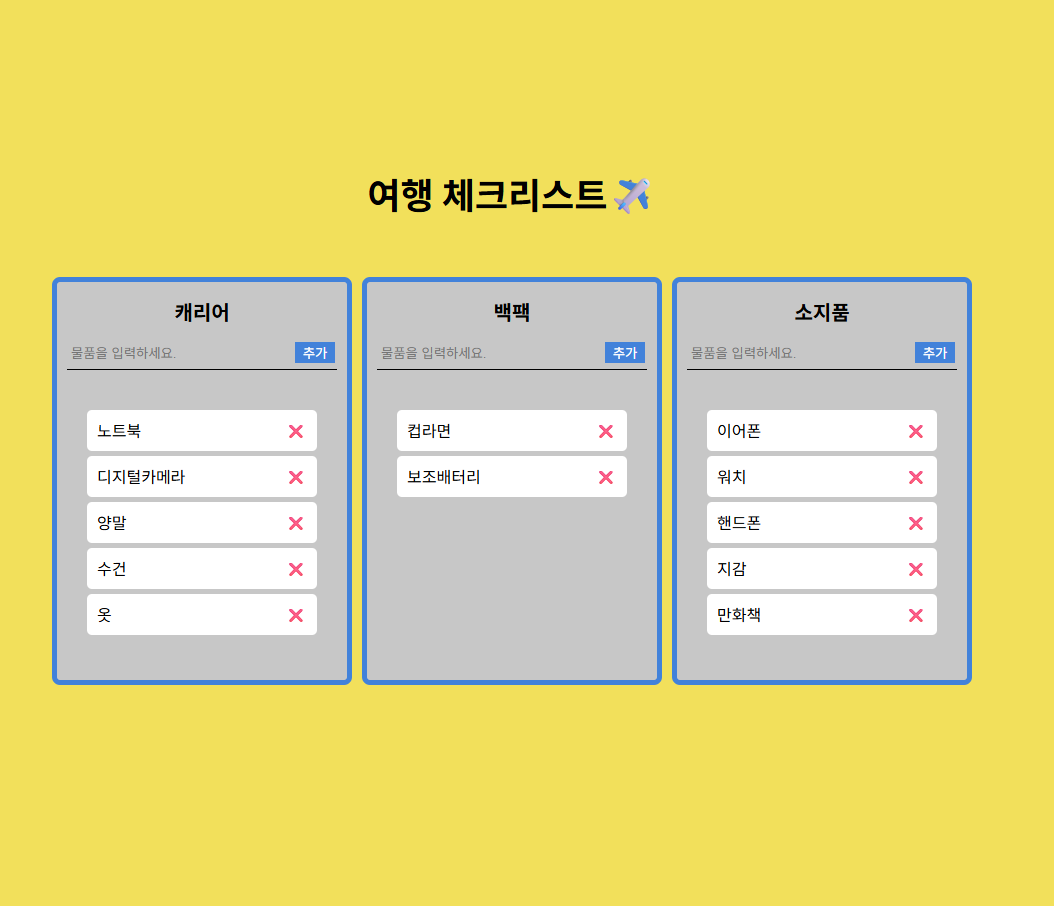 여행 체크리스트✈️
캐리어
물품을 입력하세요. 추가
노트북
디지털카메라
양말
수건
옷
백팩
물품을 입력하세요. 추가
컵라면
보조배터리
소지품
물품을 입력하세요. 추가
이어폰
워치
핸드폰
지감
만화책